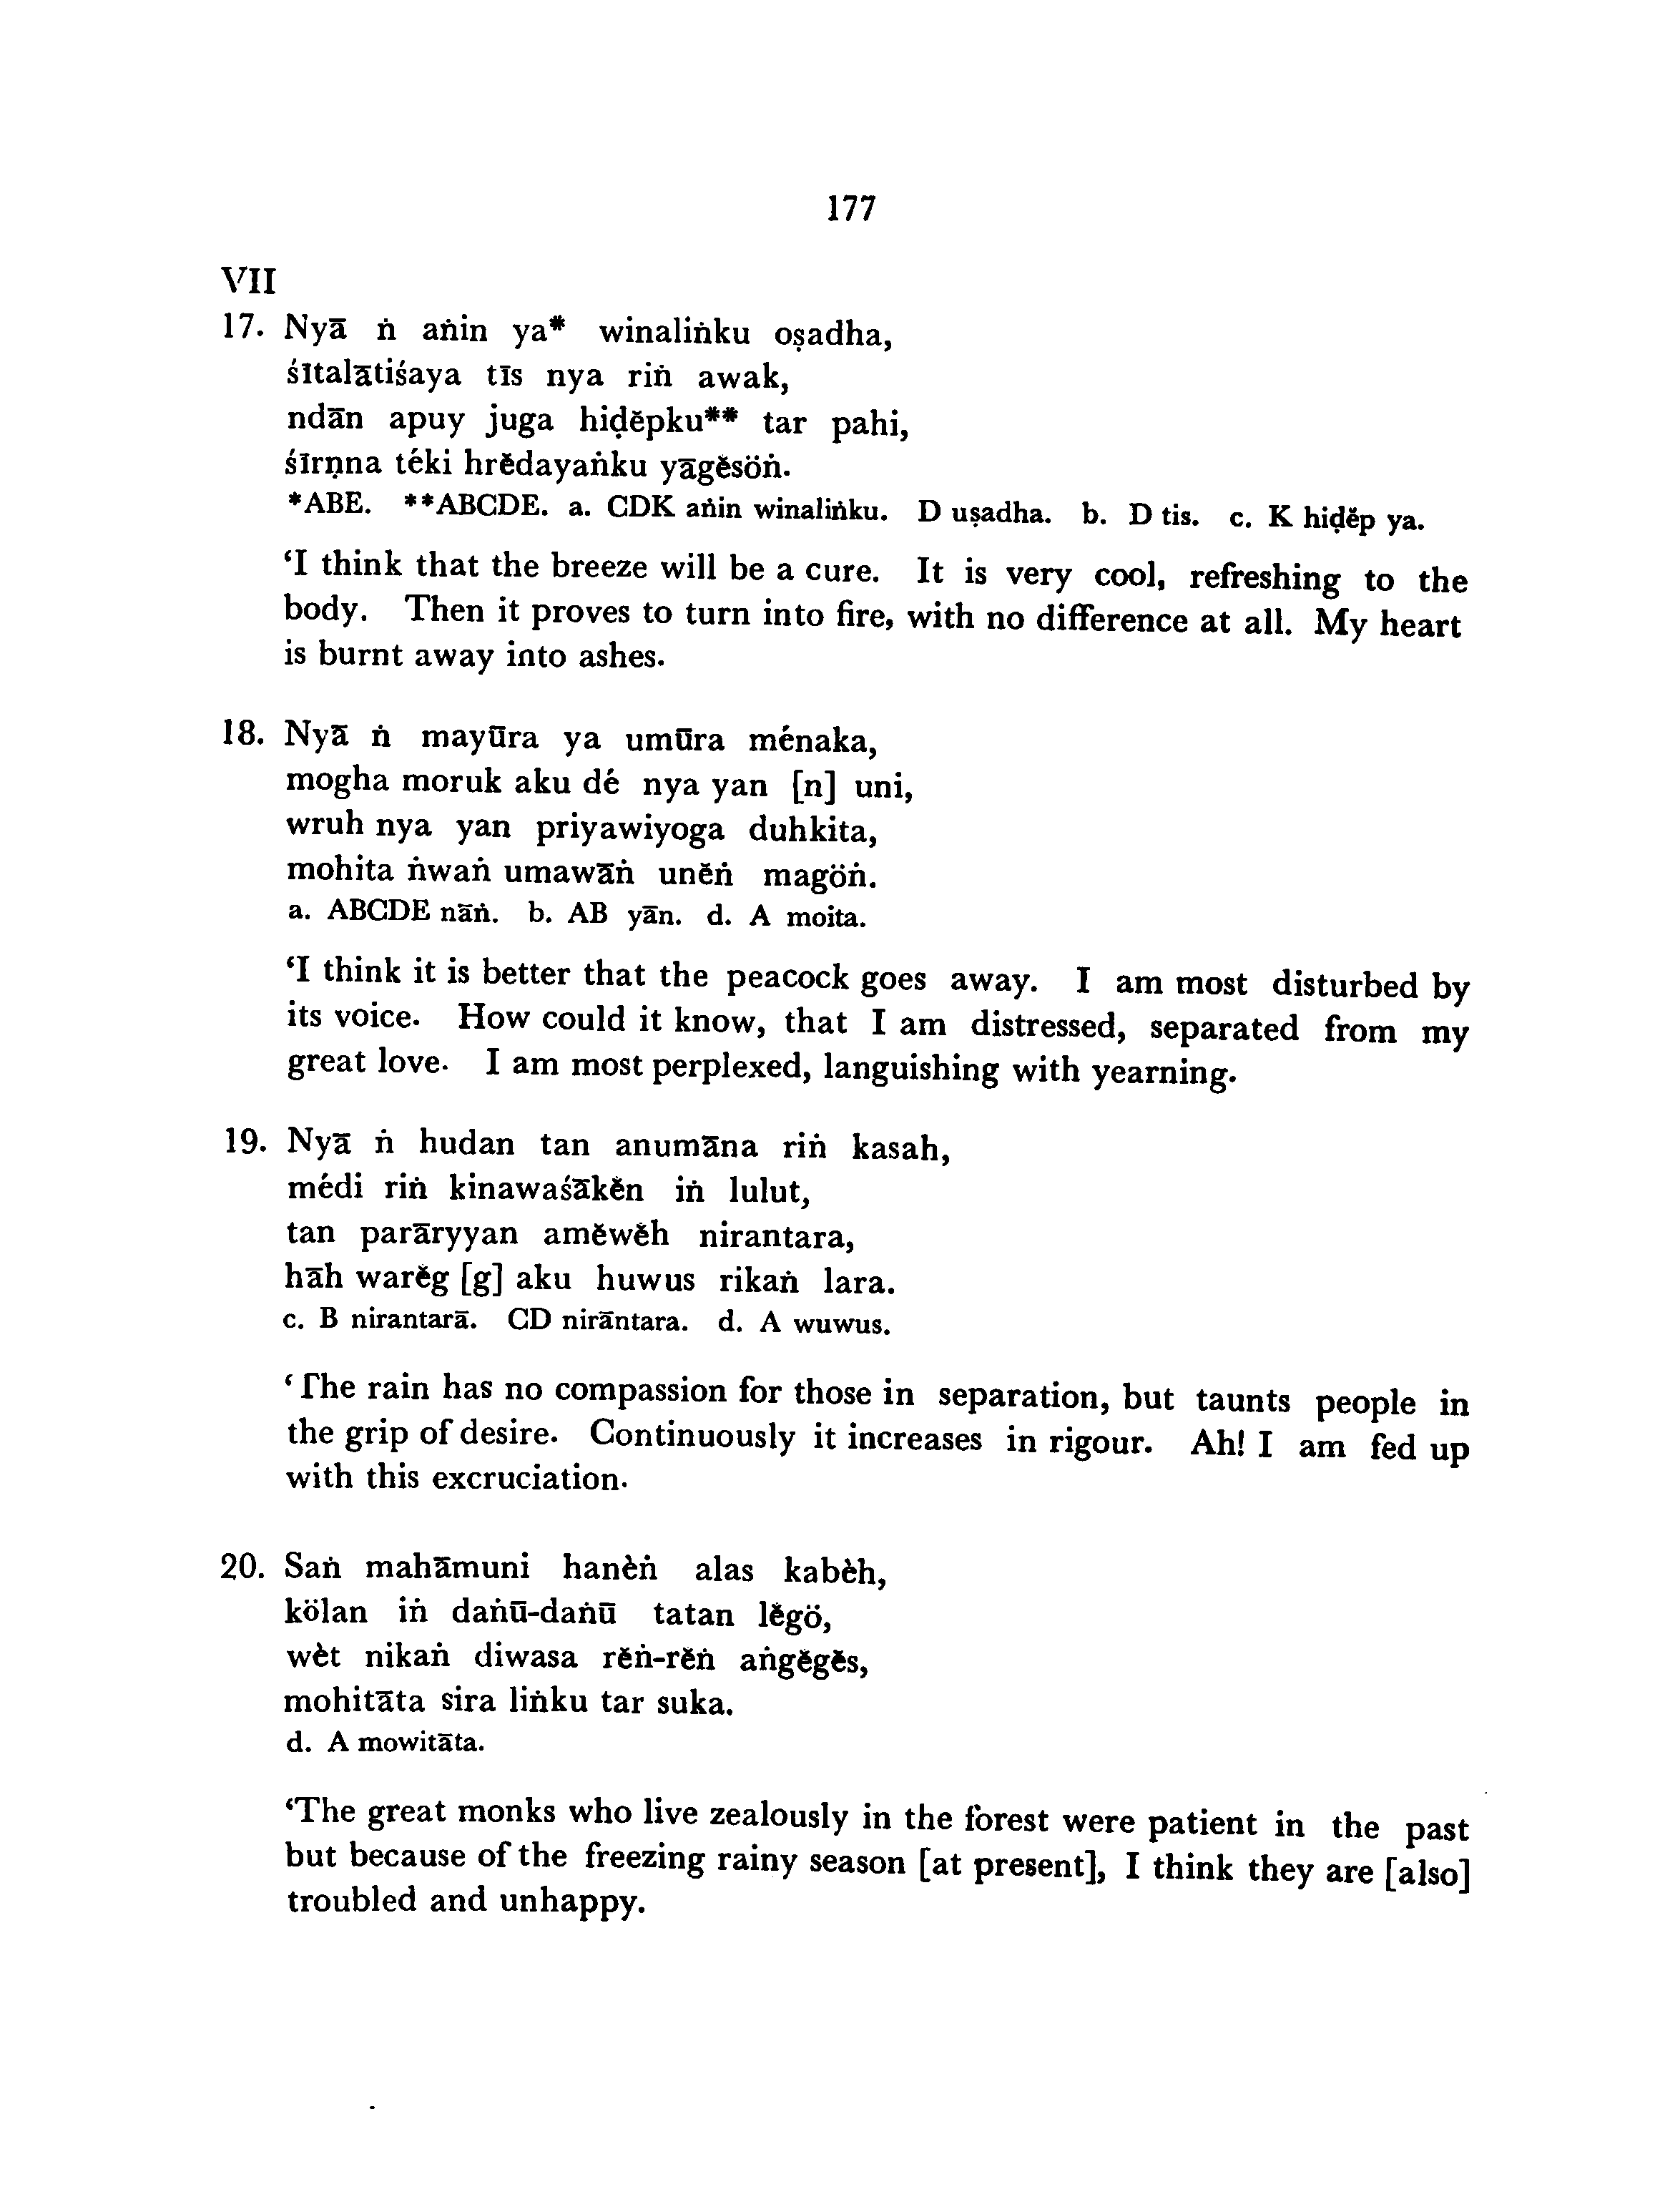 177
VII
17. Nyā ṅ aṅin ya* winaliṅku oṣadha,
śītalātiśaya tīs nya riṅ awak,
ndān apuy juga hiḍĕpku** tar pahi,
śīrṇna téki hrĕdayaṅku yāgĕsöṅ.
*ABE. **ABCDE. a. CDK aṅin winaliṅku. D uṣadha. b. D tis. c. K hiḍĕp ya.
‘I think that the breeze will be a cure. It is very cool, refreshing to the
body. Then it proves to turn into fire, with no difference at all. My heart
is burnt away into ashes.
18. Nyā ṅ mayūra ya umūra ménaka,
mogha moruk aku dé nya yan [n] uni,
wruh nya yan priyawiyoga duhkita,
mohita ṅwaṅ umawāṅ unĕṅ magöṅ.
a. ABCDE nāṅ. b. AB yān. d. A moita.
‘I think it is better that the peacock goes away. I am most disturbed by
its voice. How could it know, that I am distressed, separated from my
great love. I am most perplexed, languishing with yearning.
19. Nyā ṅ hudan tan anumāna riṅ kasah,
médi riṅ kinawaśākĕn iṅ lulut,
tan parāryyan amĕwĕh nirantara,
hāh warĕg [g] aku huwus rikaṅ lara.
c. B nirantarā. CD nirāntara. d. A wuwus.
‘The rain has no compassion for those in separation, but taunts people in
the grip of desire. Continuously it increases in rigour. Ah! I am fed up
with this excruciation.
20. Saṅ mahāmuni hanèṅ alas kabèh,
kölan iṅ daṅū-daṅū tatan lĕgö,
wèt nikaṅ diwasa rĕṅ-rĕṅ aṅgĕgĕs,
mohitāta sira liṅku tar suka.
d. A mowitāta.
‘The great monks who live zealously in the forest were patient in the past
but because of the freezing rainy season [at present], I think they are [also]
troubled and unhappy.